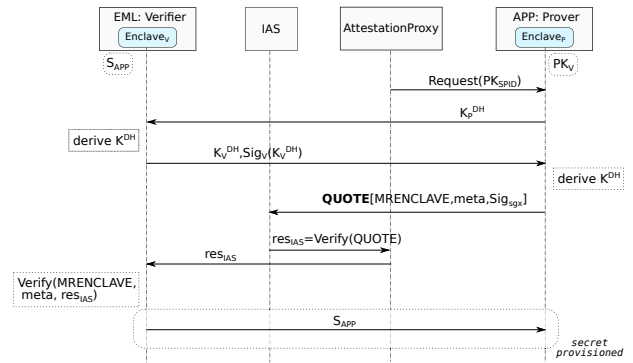 EML: Verifier
IAS
AttestationProxy
APP: Prover
Enclave_V
Enclave_P
S_APP
PK_V
Request(PK_SPID)
K_P^DH
derive K^DH
K_V^DH,Sig_V(K_V^DH)
derive K^DH
QUOTE[MRENCLAVE,meta,Sig_sgx]
res_IAS=Verify(QUOTE)
res_IAS
Verify(MRENCLAVE,
meta, res_IAS)
S_APP
secret
provisioned